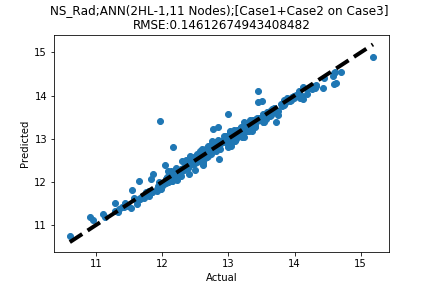 NS_Rad;ANN(2HL-1,11 Nodes);[Case1+Case2 on Case3]
RMSE:0.14612674943408482
15
14
13
12
11
Predicted
11
12
13
14
15
Actual